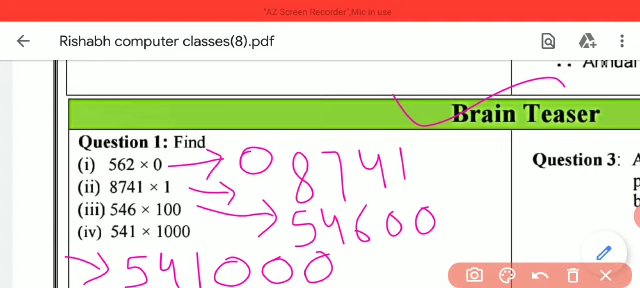 "AZ Screen Recorder",Mic in use
Rishabh computer classes(8).pdf
∴ Annual
Brain Teaser
Question 1: Find
(i) 562 × 0 → 0
(ii) 8741 × 1 → 8741
(iii) 546 × 100 → 54600
(iv) 541 × 1000
→ 541000
Question 3: A
p
b